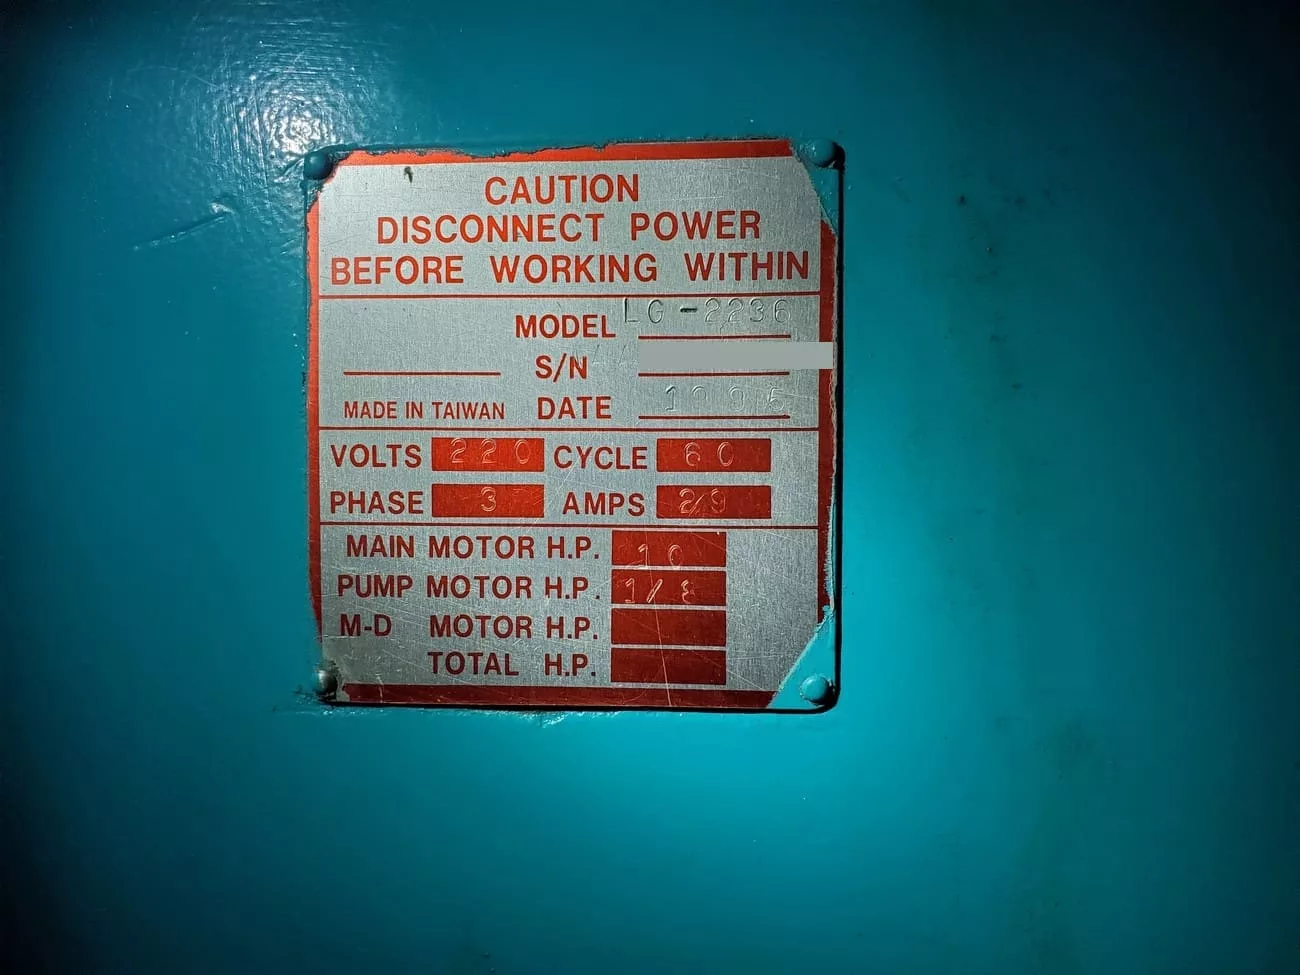 CAUTION
DISCONNECT POWER
BEFORE WORKING WITHIN
MODEL LG-2236
S/N
MADE IN TAIWAN DATE 1995
VOLTS 220 CYCLE 60
PHASE 3 AMPS 29
MAIN MOTOR H.P. 10
PUMP MOTOR H.P. 1/8
M-D MOTOR H.P.
TOTAL H.P.